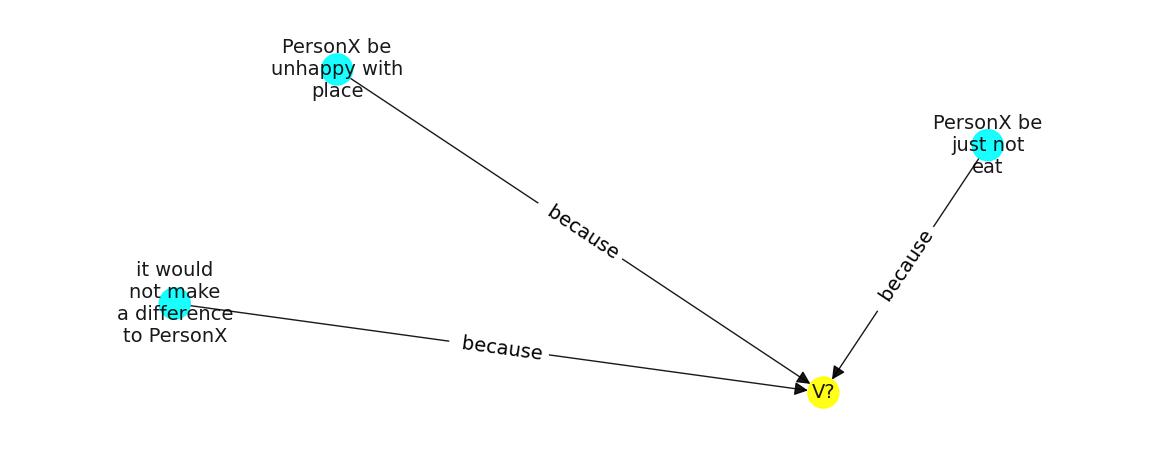 PersonX be
unhappy with
place
PersonX be
just not
eat
because
because
it would
not make
a difference
to PersonX
because
V?